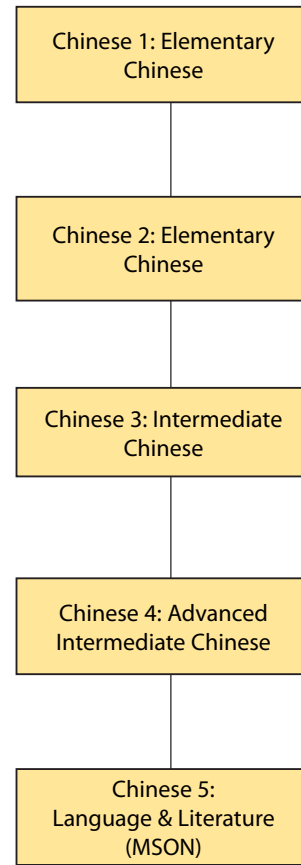 Chinese 1: Elementary
Chinese
Chinese 2: Elementary
Chinese
Chinese 3: Intermediate
Chinese
Chinese 4: Advanced
Intermediate Chinese
Chinese 5:
Language & Literature
(MSON)